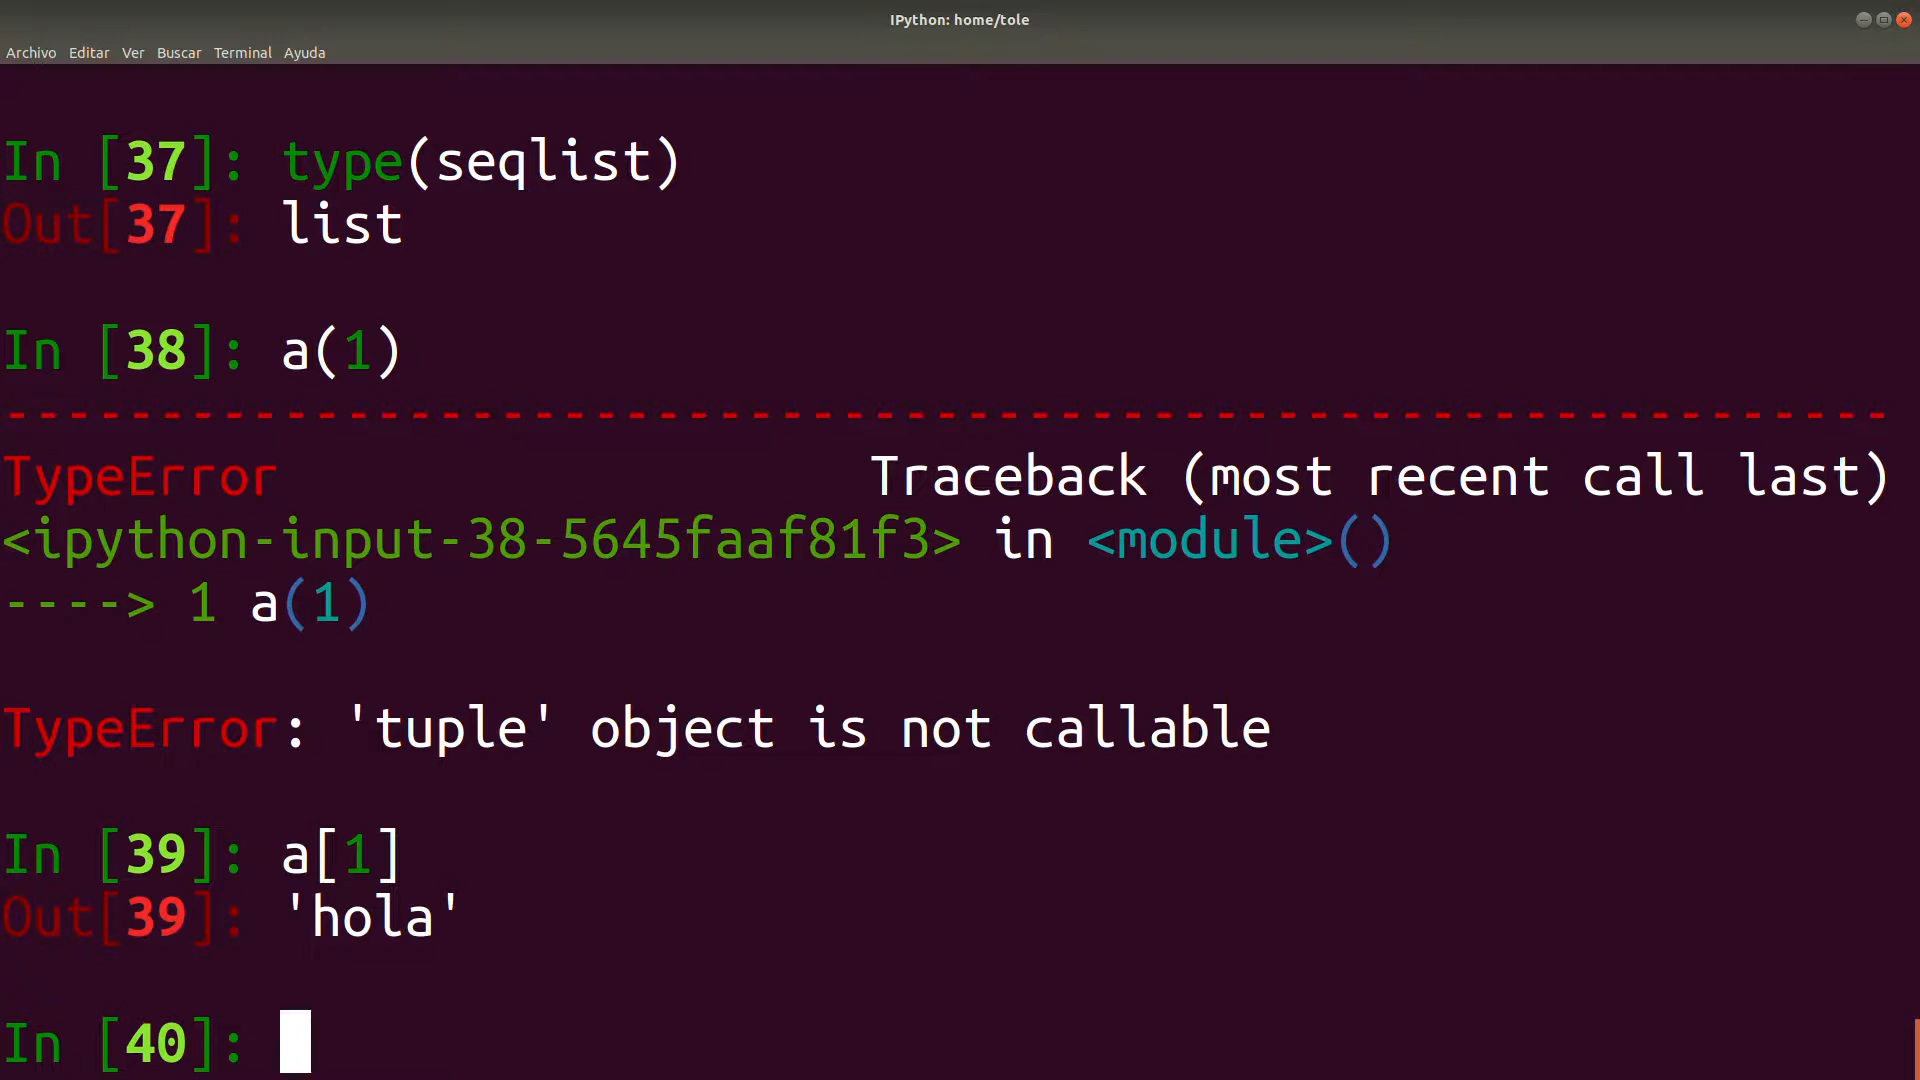 IPython: home/tole
Archivo Editar Ver Buscar Terminal Ayuda
In [37]: type(seqlist)
Out[37]: list
In [38]: a(1)
-------------------------------------------------------------
TypeError Traceback (most recent call last)
<ipython-input-38-5645faaf81f3> in <module>()
----> 1 a(1)
TypeError: 'tuple' object is not callable
In [39]: a[1]
Out[39]: 'hola'
In [40]: